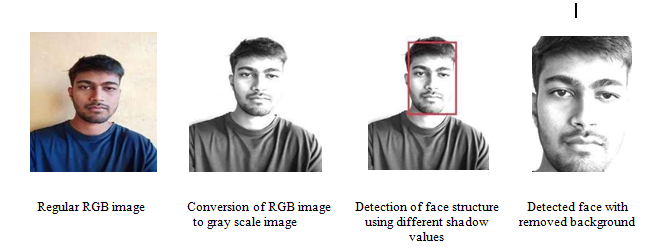 Regular RGB image
Conversion of RGB image
to gray scale image
Detection of face structure
using different shadow
values
Detected face with
removed background